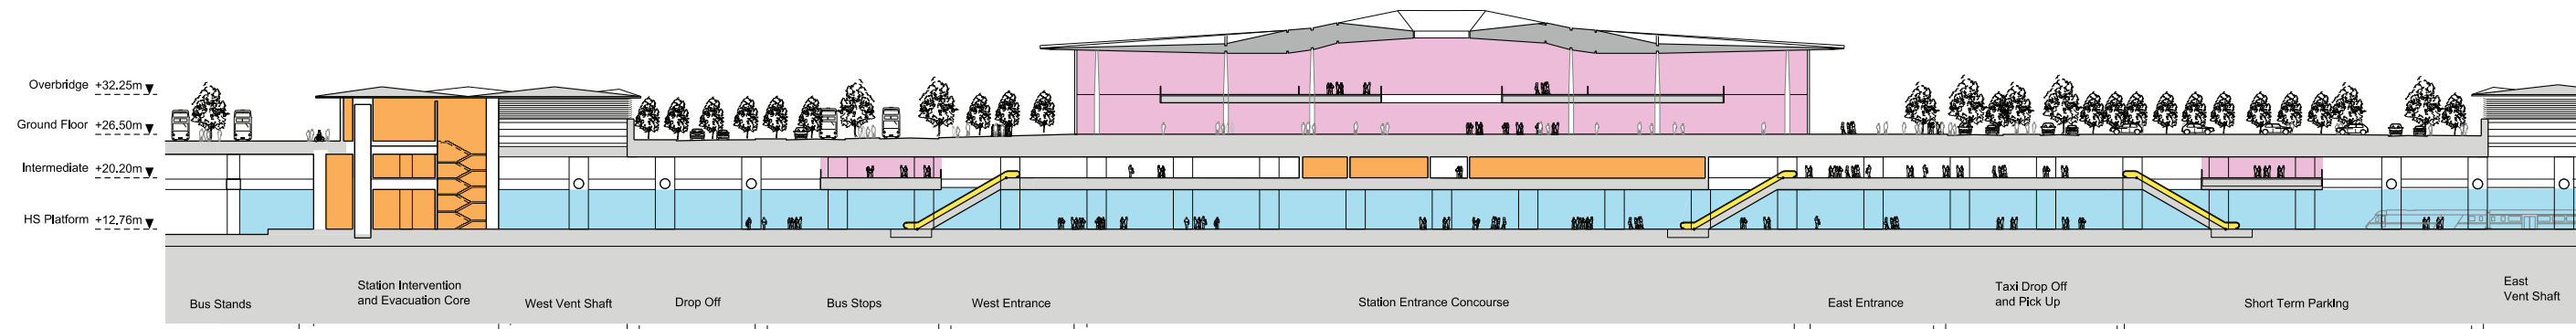 Overbridge +32.25m
Ground Floor +26.50m
Intermediate +20.20m
HS Platform +12.76m
Bus Stands
Station Intervention
and Evacuation Core
West Vent Shaft
Drop Off
Bus Stops
West Entrance
Station Entrance Concourse
East Entrance
Taxi Drop Off
and Pick Up
Short Term Parking
East
Vent Shaft